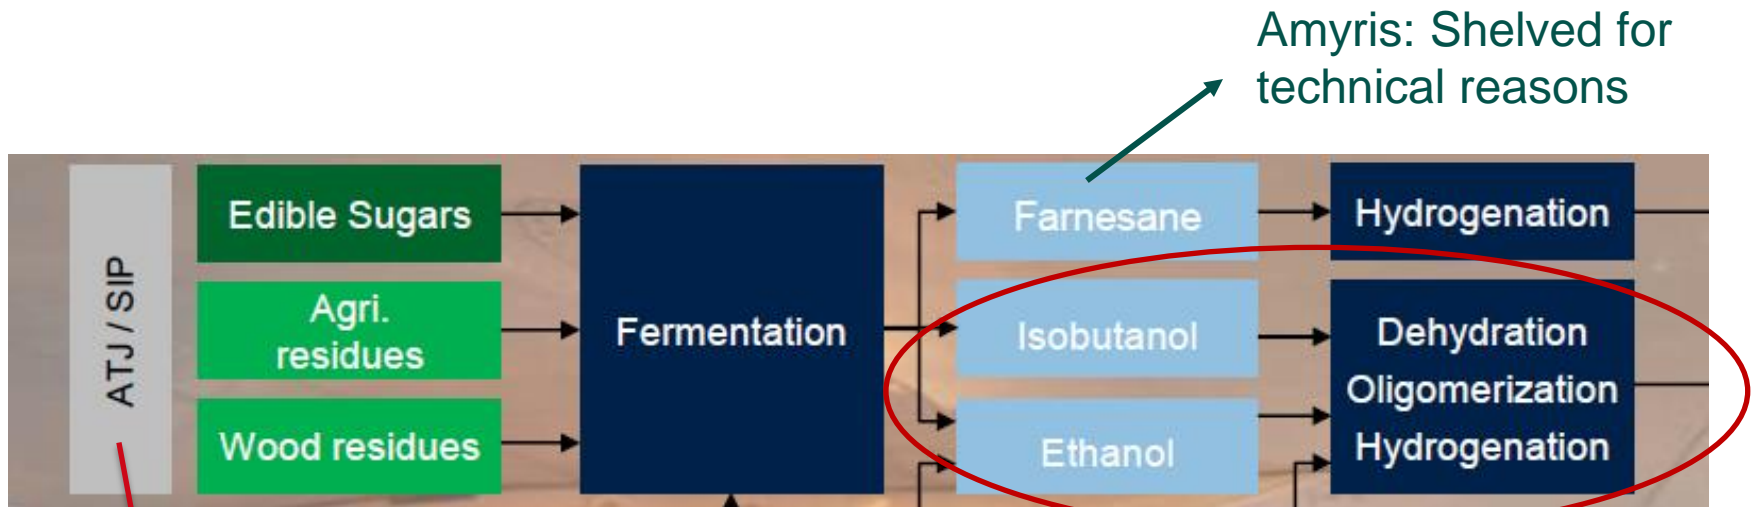 Amyris: Shelved for
technical reasons
ATJ / SIP
Edible Sugars
Agri.
residues
Wood residues
Fermentation
Farnesane
Isobutanol
Ethanol
Hydrogenation
Dehydration
Oligomerization
Hydrogenation